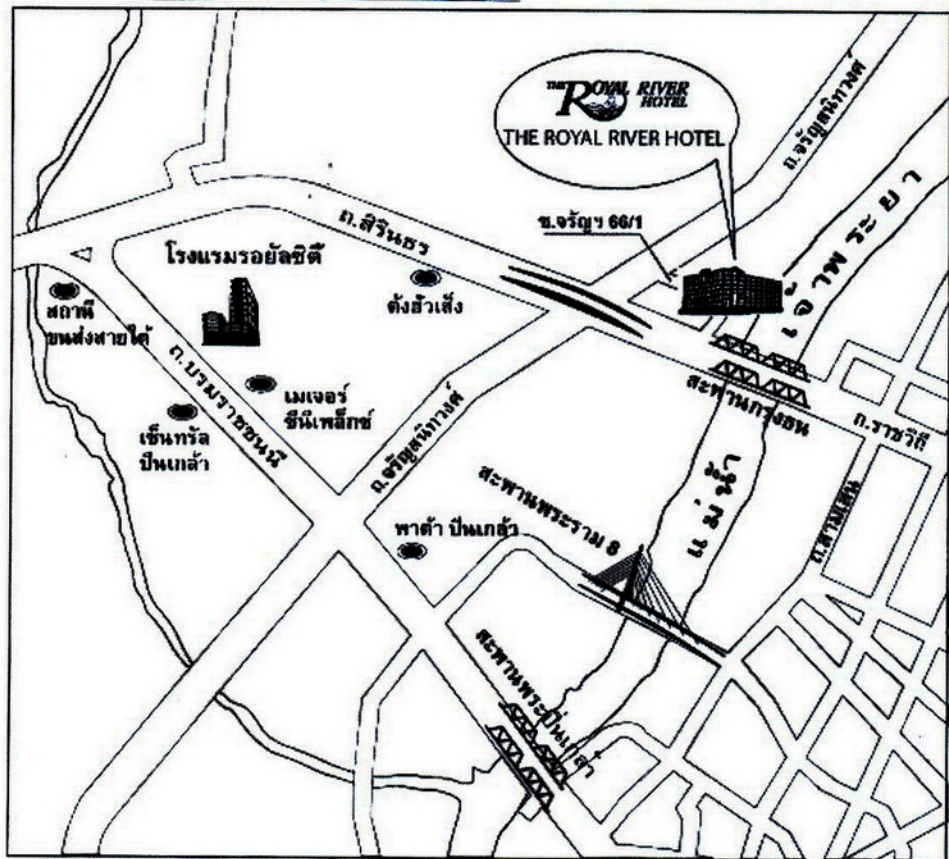 THE ROYAL RIVER
HOTEL
THE ROYAL RIVER HOTEL
ถ.จรัญสนิทวงศ์
ซ.จรัญฯ 66/1
ถ.สิรินธร
โรงแรมรอยัลซิตี้
ตั้งฮั่วเส็ง
สถานี
ขนส่งสายใต้
แม่น้ำ เจ้าพระยา
สะพานกรุงธน
ถ.ราชวิถี
ถ.บรมราชชนนี
เมเจอร์
ซีนีเพล็กซ์
เซ็นทรัล
ปิ่นเกล้า
ถ.จรัญสนิทวงศ์
สะพานพระราม 8
ถ.สามเสน
พาต้า ปิ่นเกล้า
สะพานพระปิ่นเกล้า